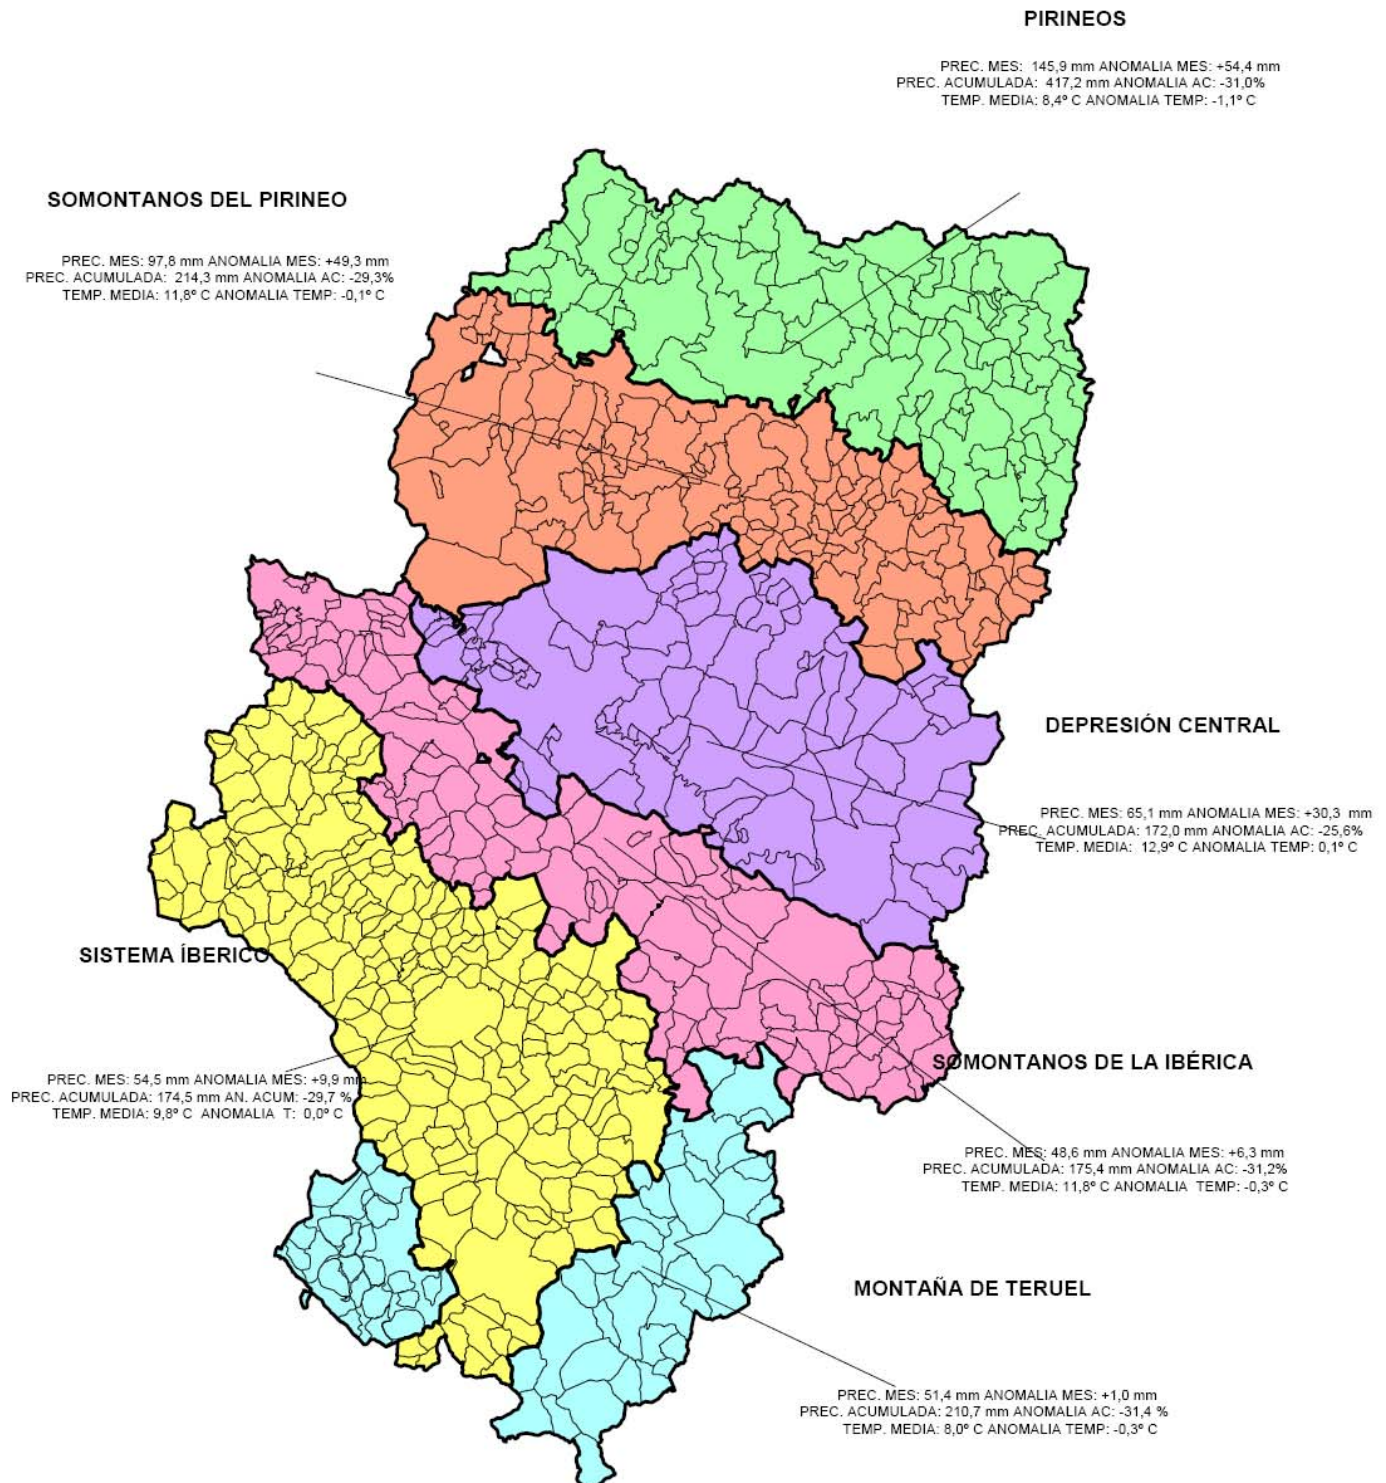 PIRINEOS
PREC. MES: 145,9 mm ANOMALIA MES: +54,4 mm
PREC. ACUMULADA: 417,2 mm ANOMALIA AC: -31,0%
TEMP. MEDIA: 8,4º C ANOMALIA TEMP: -1,1º C
SOMONTANOS DEL PIRINEO
PREC. MES: 97,8 mm ANOMALIA MES: +49,3 mm
PREC. ACUMULADA: 214,3 mm ANOMALIA AC: -29,3%
TEMP. MEDIA: 11,8º C ANOMALIA TEMP: -0,1º C
DEPRESIÓN CENTRAL
PREC. MES: 65,1 mm ANOMALIA MES: +30,3 mm
PREC. ACUMULADA: 172,0 mm ANOMALIA AC: -25,6%
TEMP. MEDIA: 12,9º C ANOMALIA TEMP: 0,1º C
SISTEMA ÍBERICO
PREC. MES: 54,5 mm ANOMALIA MES: +9,9 mm
PREC. ACUMULADA: 174,5 mm AN. ACUM: -29,7 %
TEMP. MEDIA: 9,8º C ANOMALIA T: 0,0º C
SOMONTANOS DE LA IBÉRICA
PREC. MES: 48,6 mm ANOMALIA MES: +6,3 mm
PREC. ACUMULADA: 175,4 mm ANOMALIA AC: -31,2%
TEMP. MEDIA: 11,8º C ANOMALIA TEMP: -0,3º C
MONTAÑA DE TERUEL
PREC. MES: 51,4 mm ANOMALIA MES: +1,0 mm
PREC. ACUMULADA: 210,7 mm ANOMALIA AC: -31,4 %
TEMP. MEDIA: 8,0º C ANOMALIA TEMP: -0,3º C